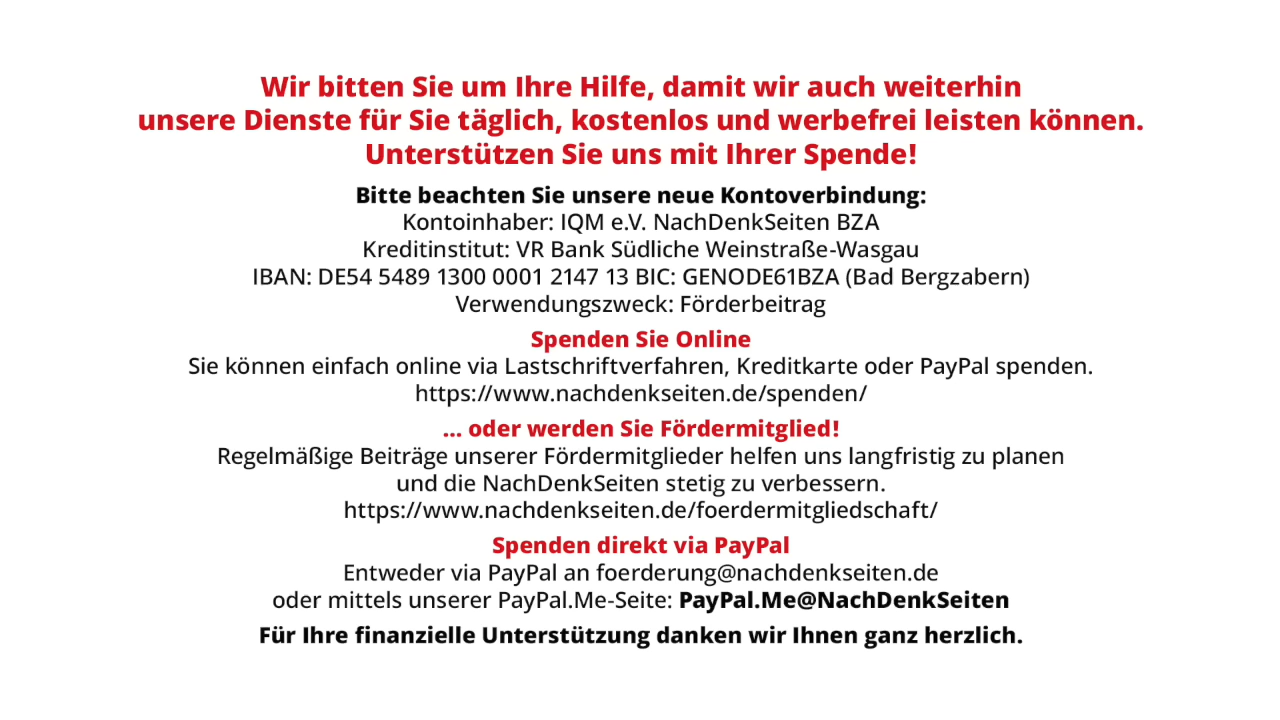 Wir bitten Sie um Ihre Hilfe, damit wir auch weiterhin
unsere Dienste für Sie täglich, kostenlos und werbefrei leisten können.
Unterstützen Sie uns mit Ihrer Spende!
Bitte beachten Sie unsere neue Kontoverbindung:
Kontoinhaber: IQM e.V. NachDenkSeiten BZA
Kreditinstitut: VR Bank Südliche Weinstraße-Wasgau
IBAN: DE54 5489 1300 0001 2147 13 BIC: GENODE61BZA (Bad Bergzabern)
Verwendungszweck: Förderbeitrag
Spenden Sie Online
Sie können einfach online via Lastschriftverfahren, Kreditkarte oder PayPal spenden.
https://www.nachdenkseiten.de/spenden/
... oder werden Sie Fördermitglied!
Regelmäßige Beiträge unserer Fördermitglieder helfen uns langfristig zu planen
und die NachDenkSeiten stetig zu verbessern.
https://www.nachdenkseiten.de/foerdermitgliedschaft/
Spenden direkt via PayPal
Entweder via PayPal an foerderung@nachdenkseiten.de
oder mittels unserer PayPal.Me-Seite: PayPal.Me@NachDenkSeiten
Für Ihre finanzielle Unterstützung danken wir Ihnen ganz herzlich.